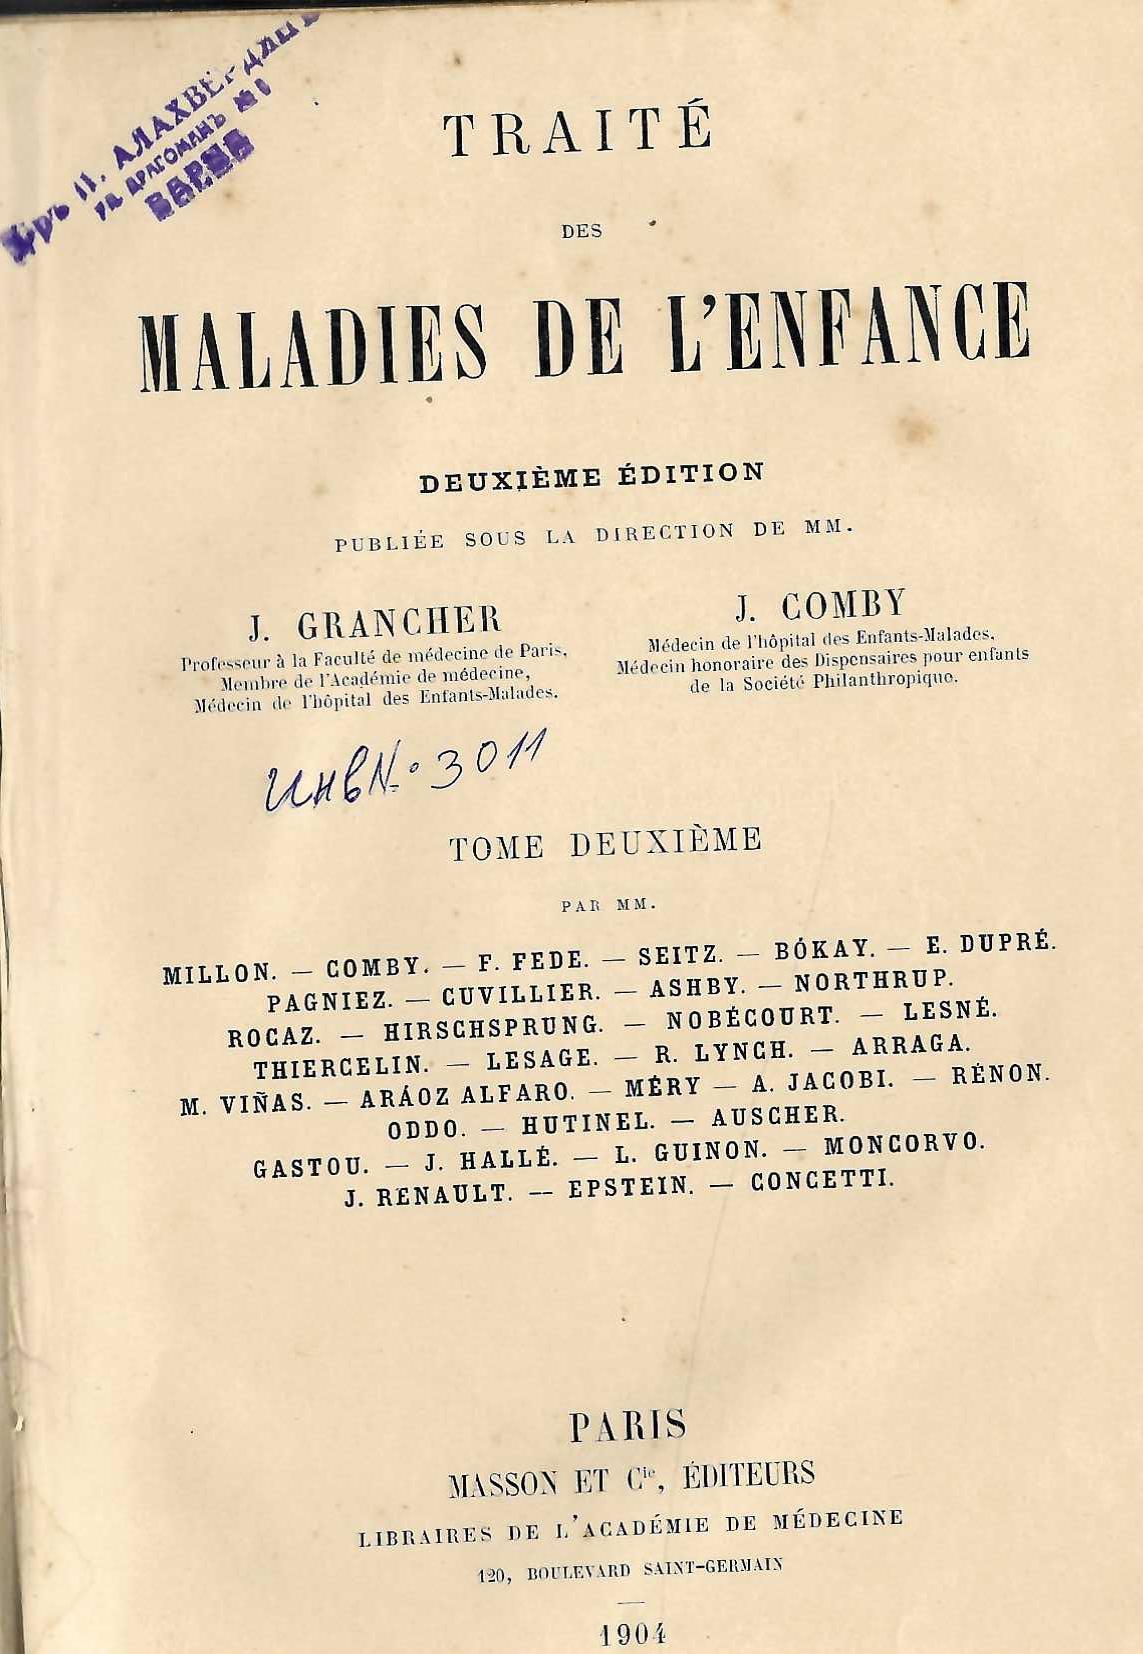 П. АЛАХВЕРДЯНЪ
УЛ. ДРАГОМАНЪ №
ВАРНА
TRAITÉ
DES
MALADIES DE L'ENFANCE
DEUXIÈME ÉDITION
PUBLIÉE SOUS LA DIRECTION DE MM.
J. GRANCHER
Professeur à la Faculté de médecine de Paris,
Membre de l'Académie de médecine,
Médecin de l'hôpital des Enfants-Malades.
J. COMBY
Médecin de l'hôpital des Enfants-Malades,
Médecin honoraire des Dispensaires pour enfants
de la Société Philanthropique.
инв№ 3011
TOME DEUXIÈME
PAR MM.
MILLON. — COMBY. — F. FEDE. — SEITZ. — BÓKAY. — E. DUPRÉ.
PAGNIEZ. — CUVILLIER. — ASHBY. — NORTHRUP.
ROCAZ. — HIRSCHSPRUNG. — NOBÉCOURT. — LESNÉ.
THIERCELIN. — LESAGE. — R. LYNCH. — ARRAGA.
M. VIÑAS. — ARÁOZ ALFARO. — MÉRY — A. JACOBI. — RÉNON.
ODDO. — HUTINEL. — AUSCHER.
GASTOU. — J. HALLÉ. — L. GUINON. — MONCORVO.
J. RENAULT. — EPSTEIN. — CONCETTI.
PARIS
MASSON ET Cie, ÉDITEURS
LIBRAIRES DE L'ACADÉMIE DE MÉDECINE
120, BOULEVARD SAINT-GERMAIN
1904